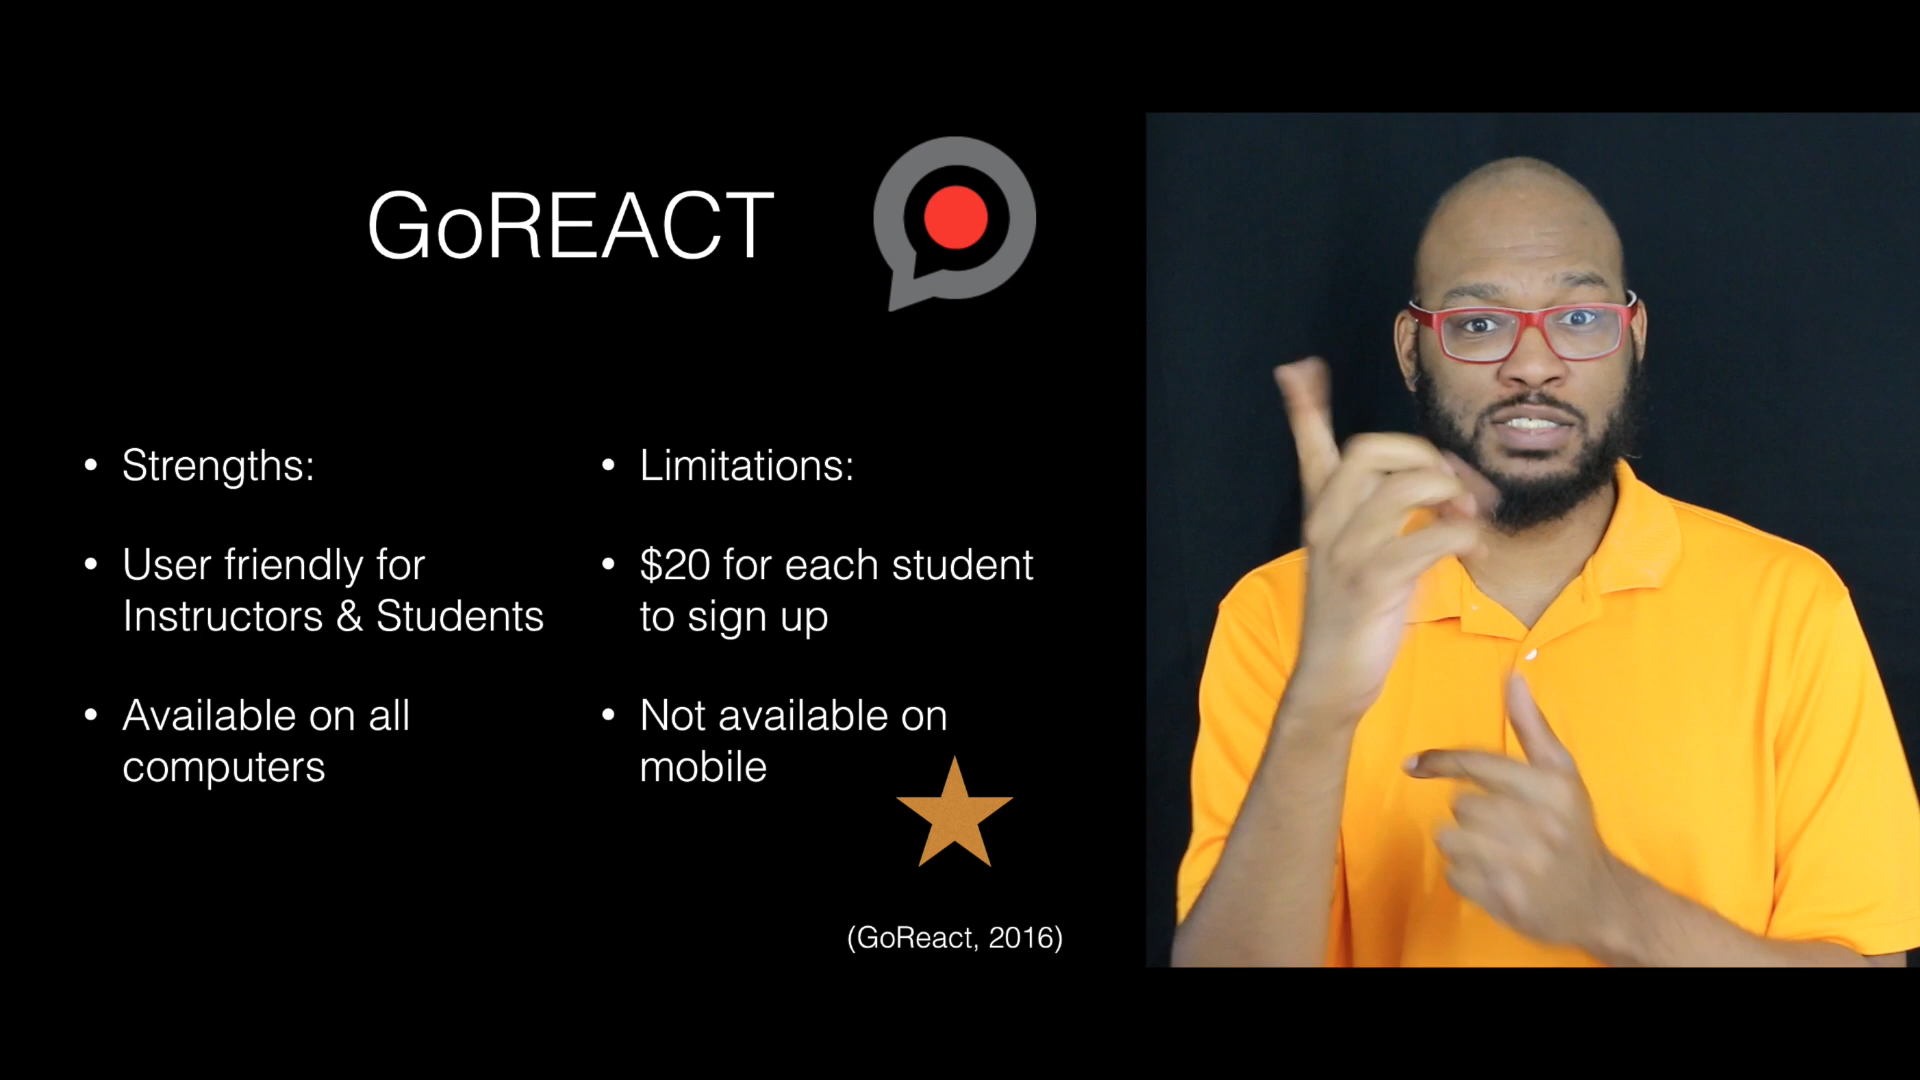 GoREACT
• Strengths:
• User friendly for
Instructors & Students
• Available on all
computers
• Limitations:
• $20 for each student
to sign up
• Not available on
mobile
(GoReact, 2016)